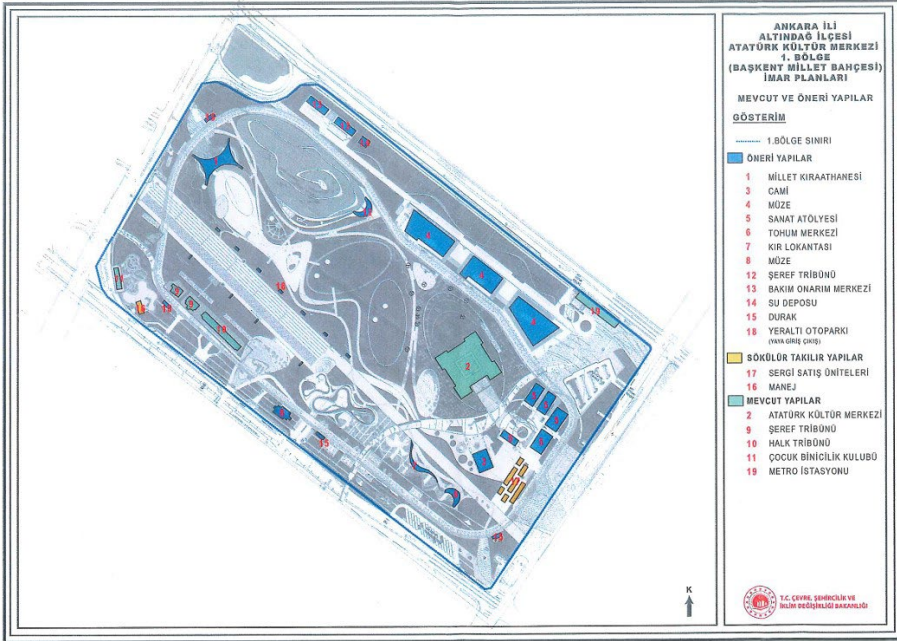 ANKARA İLİ
ALTINDAĞ İLÇESİ
ATATÜRK KÜLTÜR MERKEZİ
1. BÖLGE
(BAŞKENT MİLLET BAHÇESİ)
İMAR PLANLARI
MEVCUT VE ÖNERİ YAPILAR
GÖSTERİM
1.BÖLGE SINIRI
ÖNERİ YAPILAR
1 MİLLET KIRAATHANESİ
3 CAMİ
4 MÜZE
5 SANAT ATÖLYESİ
6 TOHUM MERKEZİ
7 KIR LOKANTASI
8 MÜZE
12 ŞEREF TRİBÜNÜ
13 BAKIM ONARIM MERKEZİ
14 SU DEPOSU
15 DURAK
18 YERALTI OTOPARKI
(YAYA GİRİŞ ÇIKIŞ)
SÖKÜLÜR TAKILIR YAPILAR
17 SERGİ SATIŞ ÜNİTELERİ
16 MANEJ
MEVCUT YAPILAR
2 ATATÜRK KÜLTÜR MERKEZİ
9 ŞEREF TRİBÜNÜ
10 HALK TRİBÜNÜ
11 ÇOCUK BİNİCİLİK KULUBÜ
19 METRO İSTASYONU
K
T.C. ÇEVRE, ŞEHİRCİLİK VE
İKLİM DEĞİŞİKLİĞİ BAKANLIĞI
2
15